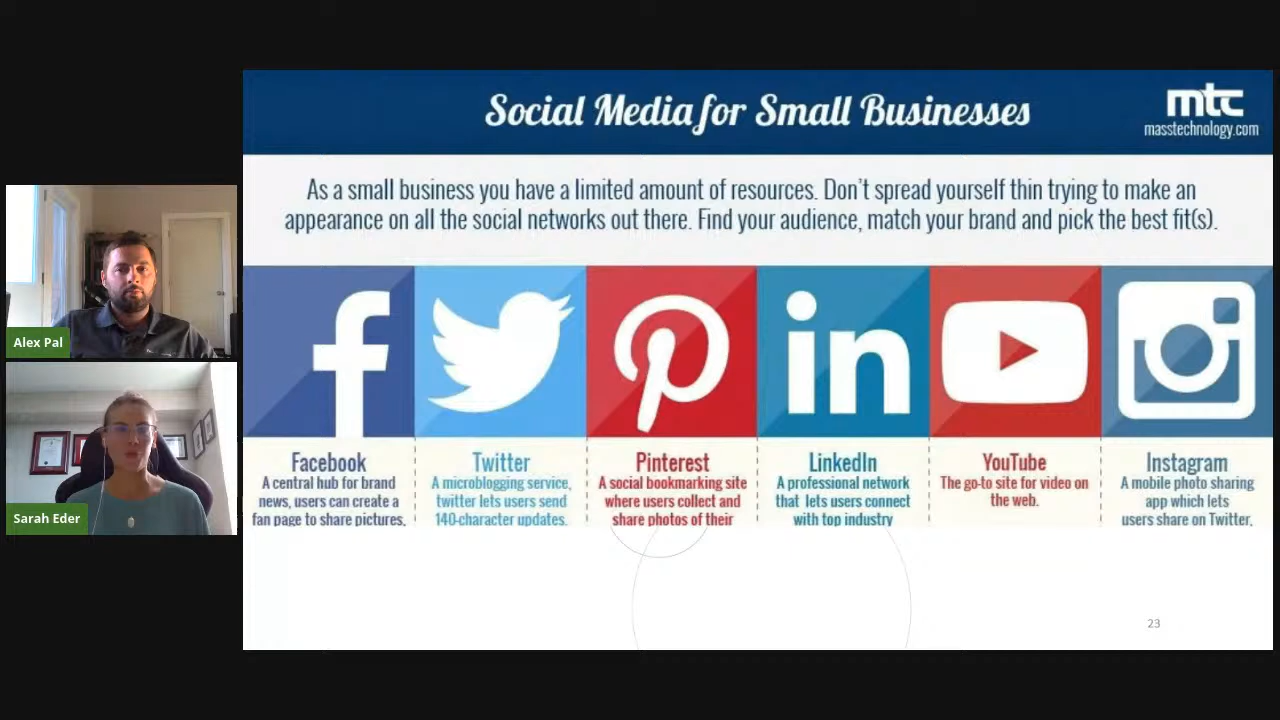 Social Media for Small Businesses
mtc
masstechnology.com
As a small business you have a limited amount of resources. Don't spread yourself thin trying to make an
appearance on all the social networks out there. Find your audience, match your brand and pick the best fit(s).
Facebook
A central hub for brand
news, users can create a
fan page to share pictures,
Twitter
A microblogging service,
twitter lets users send
140-character updates.
Pinterest
A social bookmarking site
where users collect and
share photos of their
LinkedIn
A professional network
that lets users connect
with top industry
YouTube
The go-to site for video on
the web.
Instagram
A mobile photo sharing
app which lets
users share on Twitter,
23
Alex Pal
Sarah Eder